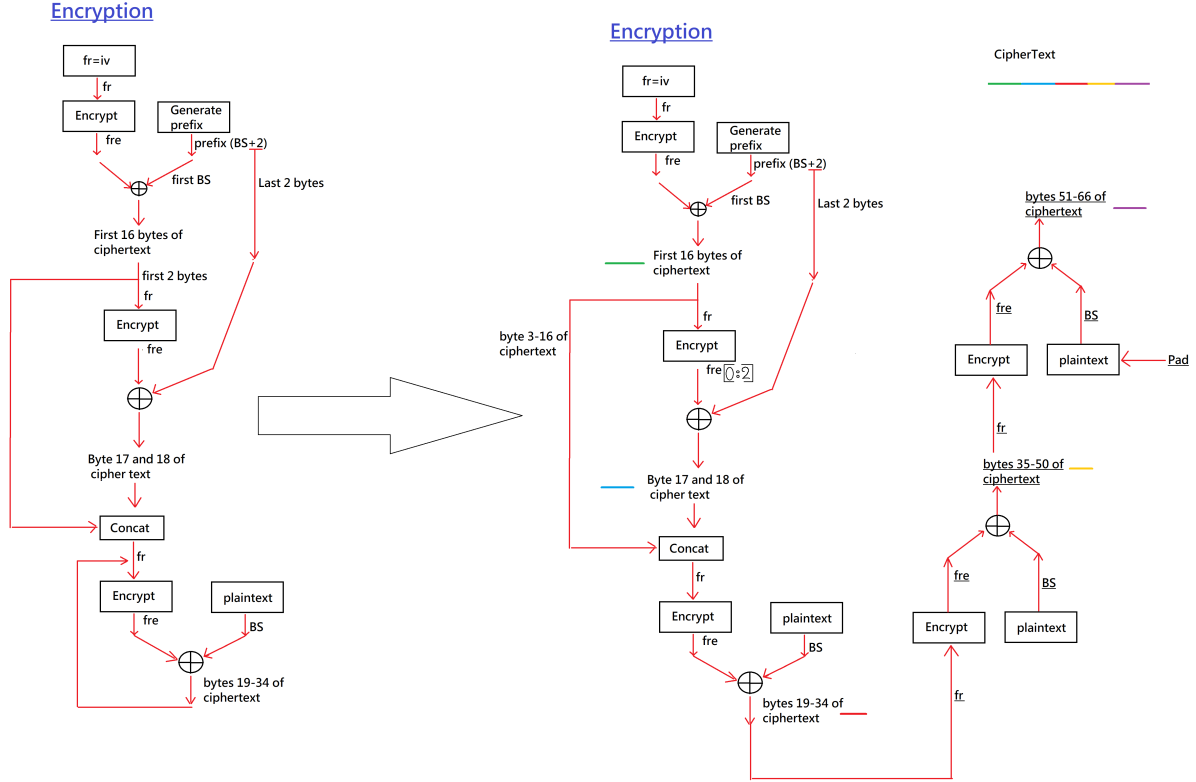 Encryption
fr=iv
fr
Encrypt
Generate
prefix
fre
prefix (BS+2)
first BS
Last 2 bytes
First 16 bytes of
ciphertext
first 2 bytes
fr
Encrypt
fre
Byte 17 and 18 of
cipher text
Concat
fr
Encrypt
plaintext
fre
BS
bytes 19-34 of
ciphertext
Encryption
fr=iv
fr
Encrypt
Generate
prefix
fre
prefix (BS+2)
first BS
Last 2 bytes
First 16 bytes of
ciphertext
byte 3-16 of
ciphertext
fr
Encrypt
fre[0:2]
Byte 17 and 18 of
cipher text
Concat
fr
Encrypt
plaintext
fre
BS
bytes 19-34 of
ciphertext
CipherText
bytes 51-66 of
ciphertext
fre
BS
Encrypt
plaintext
Pad
fr
bytes 35-50 of
ciphertext
fre
BS
Encrypt
plaintext
fr